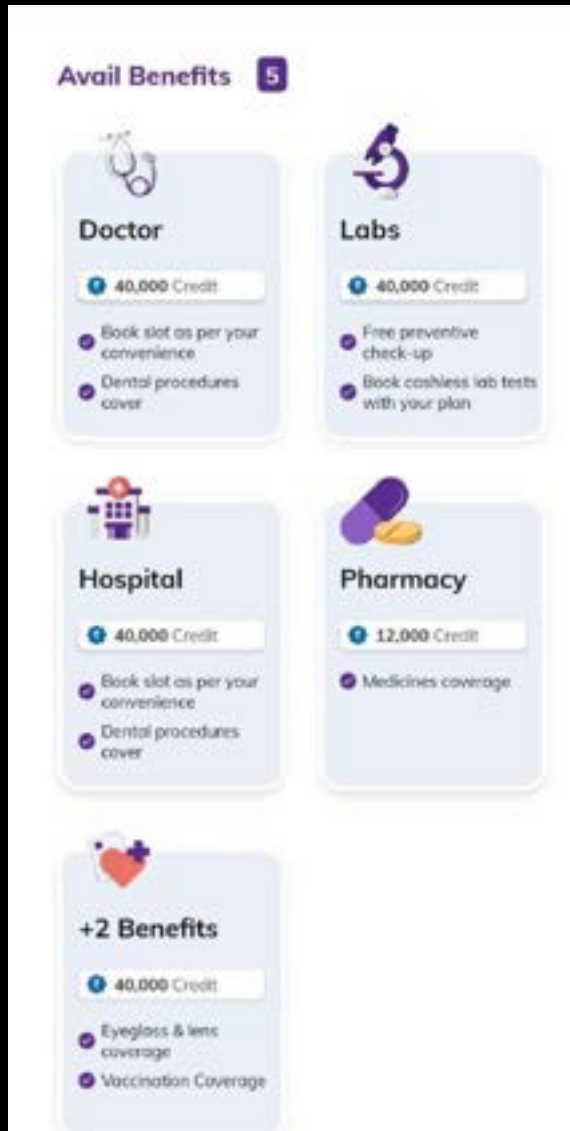 Avail Benefits 5
Doctor
₹ 40,000 Credit
Book slot as per your
convenience
Dental procedures
cover
Labs
₹ 40,000 Credit
Free preventive
check-up
Book cashless lab tests
with your plan
Hospital
₹ 40,000 Credit
Book slot as per your
convenience
Dental procedures
cover
Pharmacy
₹ 12,000 Credit
Medicines coverage
+2 Benefits
₹ 40,000 Credit
Eyeglass & lens
coverage
Vaccination Coverage